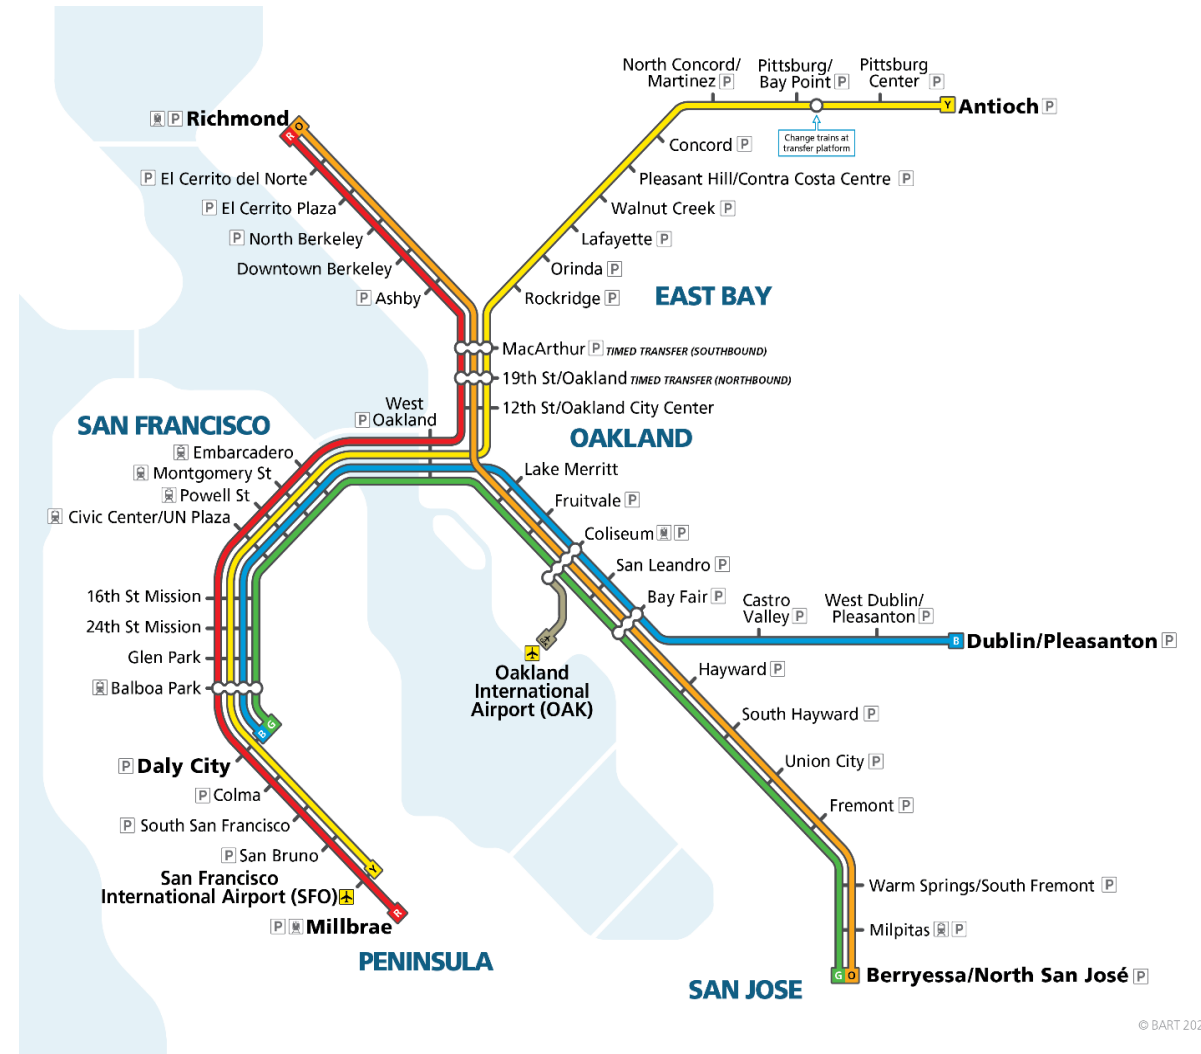 North Concord/
Martinez P
Pittsburg/
Bay Point P
Pittsburg
Center P
Y Antioch P
Change trains at
transfer platform
P Richmond
R O
Concord P
P El Cerrito del Norte
Pleasant Hill/Contra Costa Centre P
P El Cerrito Plaza
Walnut Creek P
P North Berkeley
Lafayette P
Downtown Berkeley
Orinda P
P Ashby
Rockridge P
EAST BAY
MacArthur P TIMED TRANSFER (SOUTHBOUND)
19th St/Oakland TIMED TRANSFER (NORTHBOUND)
12th St/Oakland City Center
West
P Oakland
SAN FRANCISCO
OAKLAND
Embarcadero
Montgomery St
Powell St
Civic Center/UN Plaza
Lake Merritt
Fruitvale P
Coliseum P
San Leandro P
Bay Fair P
16th St Mission
24th St Mission
Glen Park
Balboa Park
Castro
Valley P
West Dublin/
Pleasanton P
B Dublin/Pleasanton P
Oakland
International
Airport (OAK)
Hayward P
South Hayward P
Union City P
Fremont P
B G
P Daly City
P Colma
P South San Francisco
P San Bruno
Y
San Francisco
International Airport (SFO)
R
P Millbrae
PENINSULA
Warm Springs/South Fremont P
Milpitas P
G O Berryessa/North San José P
SAN JOSE
© BART 202